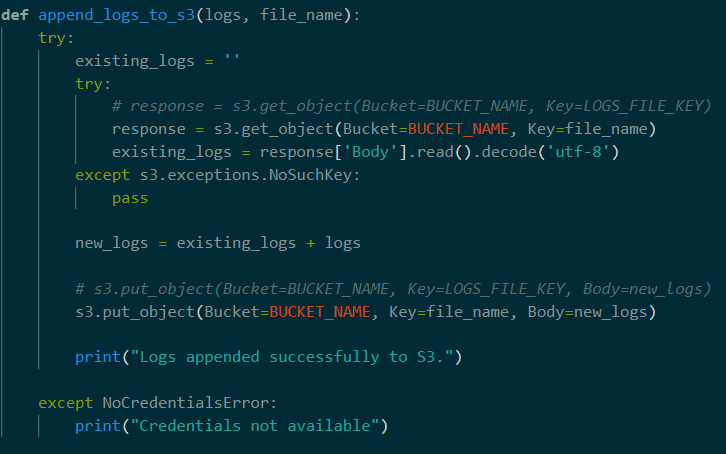 def append_logs_to_s3(logs, file_name):
    try:
        existing_logs = ''
        try:
            # response = s3.get_object(Bucket=BUCKET_NAME, Key=LOGS_FILE_KEY)
            response = s3.get_object(Bucket=BUCKET_NAME, Key=file_name)
            existing_logs = response['Body'].read().decode('utf-8')
        except s3.exceptions.NoSuchKey:
            pass

        new_logs = existing_logs + logs

        # s3.put_object(Bucket=BUCKET_NAME, Key=LOGS_FILE_KEY, Body=new_logs)
        s3.put_object(Bucket=BUCKET_NAME, Key=file_name, Body=new_logs)

        print("Logs appended successfully to S3.")

    except NoCredentialsError:
        print("Credentials not available")